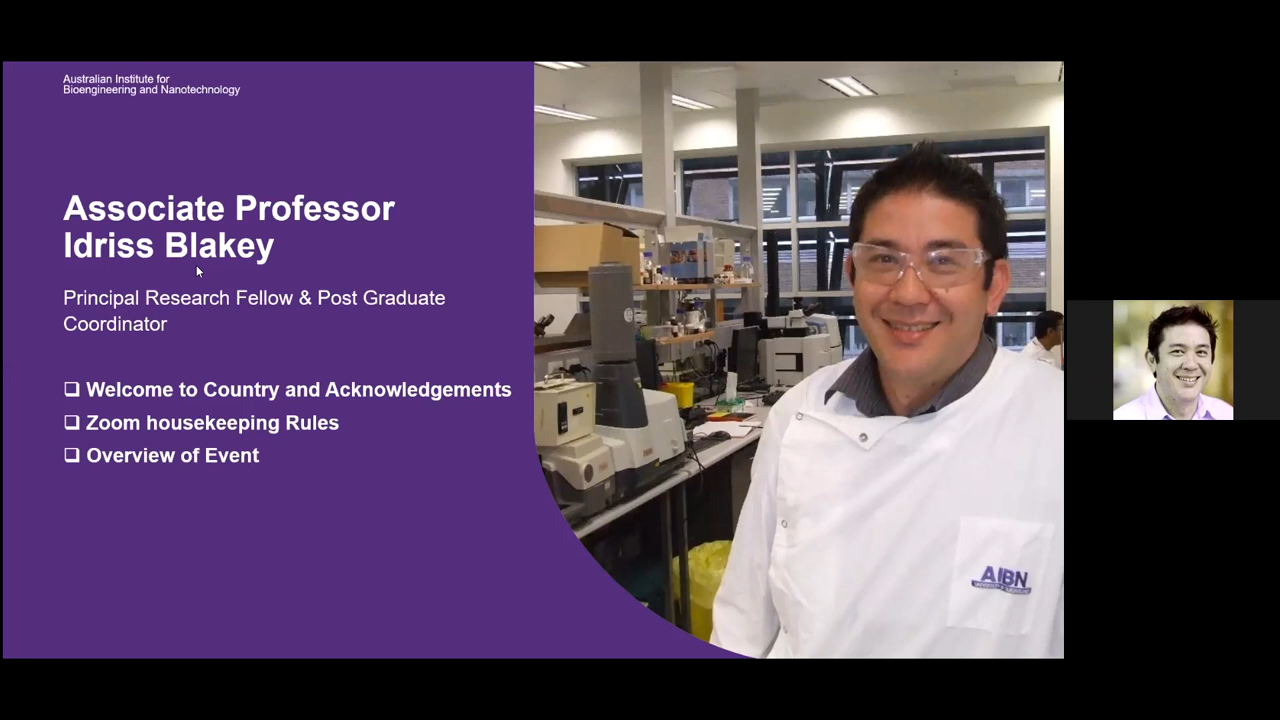 Australian Institute for
Bioengineering and Nanotechnology
Associate Professor
Idriss Blakey
Principal Research Fellow & Post Graduate
Coordinator
❑ Welcome to Country and Acknowledgements
❑ Zoom housekeeping Rules
❑ Overview of Event
AIBN